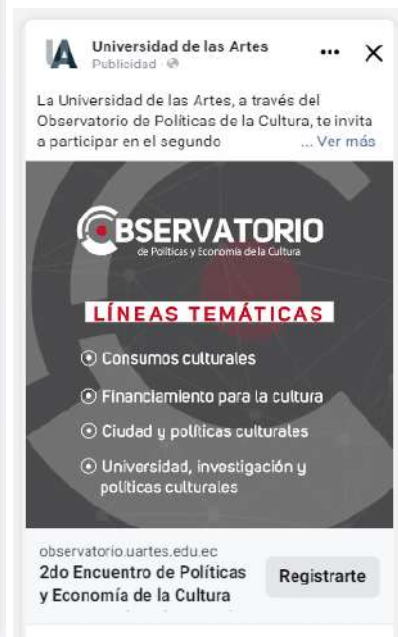 UA
Universidad de las Artes
Publicidad
La Universidad de las Artes, a través del
Observatorio de Políticas de la Cultura, te invita
a participar en el segundo ... Ver más
OBSERVATORIO
de Políticas y Economía de la Cultura
LÍNEAS TEMÁTICAS
Consumos culturales
Financiamiento para la cultura
Ciudad y políticas culturales
Universidad, investigación y
políticas culturales
observatorio.uartes.edu.ec
2do Encuentro de Políticas
y Economía de la Cultura
Registrarte